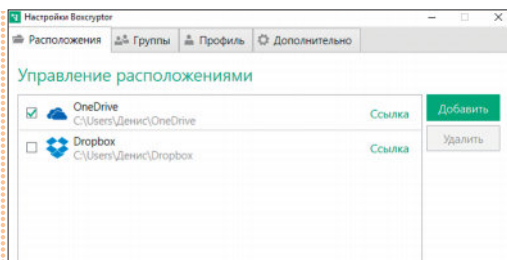 Настройки Boxcryptor
Расположения Группы Профиль Дополнительно
Управление расположениями
OneDrive
C:\Users\Денис\OneDrive
Ссылка
Добавить
Dropbox
C:\Users\Денис\Dropbox
Ссылка
Удалить